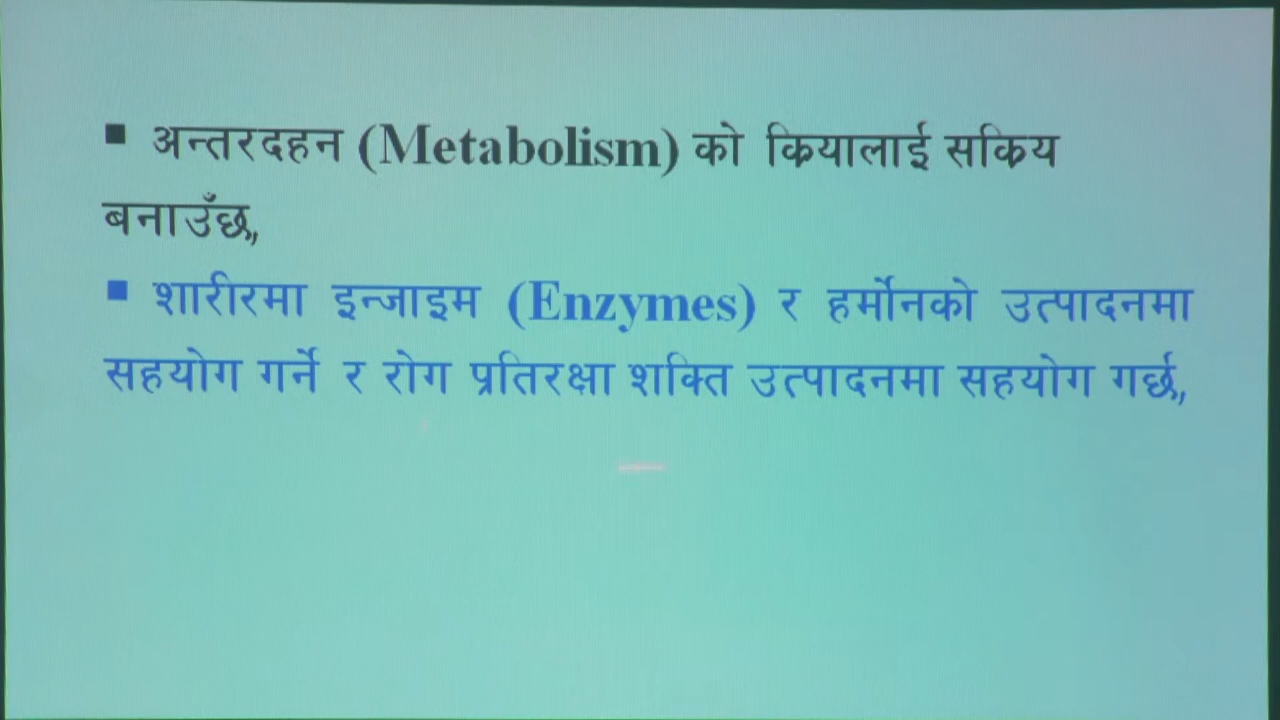 ▪ अन्तरदहन (Metabolism) को क्रियालाई सक्रिय
बनाउँछ,,
▪ शारीरमा इन्जाइम (Enzymes) र हर्मोनको उत्पादनमा
सहयोग गर्ने र रोग प्रतिरक्षा शक्ति उत्पादनमा सहयोग गर्छ,,